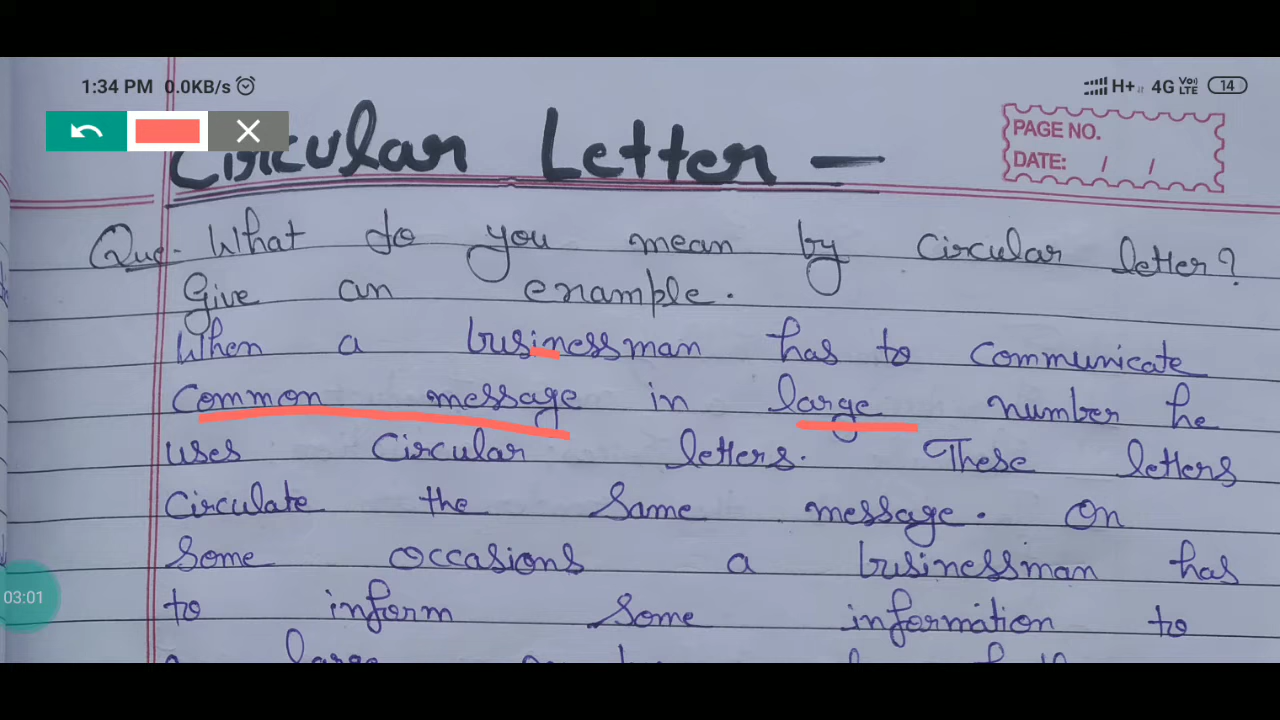 1:34 PM 0.0KB/s
H+ 4G VoLTE 14
PAGE NO.
DATE: / /
Circular Letter —
Que. What do you mean by Circular letter?
Give an example.
When a businessman has to communicate
Common message in large number he
uses Circular letters. These letters
Circulate the Same message. On
Some occasions a businessman has
to inform Some information to
03:01
a large